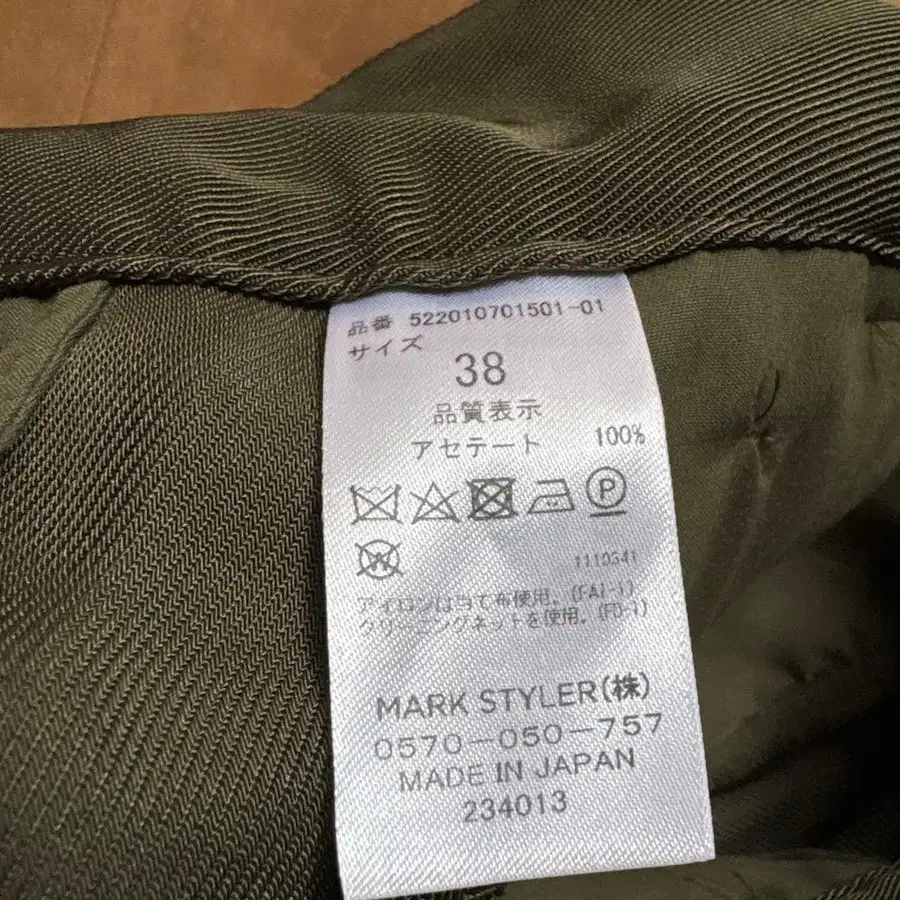 品番 522010701501-01
サイズ
38
品質表示
アセテート 100%
P
W
1110341
アイロンは当て布使用。(FAI-1)
クリーニングネットを使用。(FD-1)
MARK STYLER(株)
0570-050-757
MADE IN JAPAN
234013